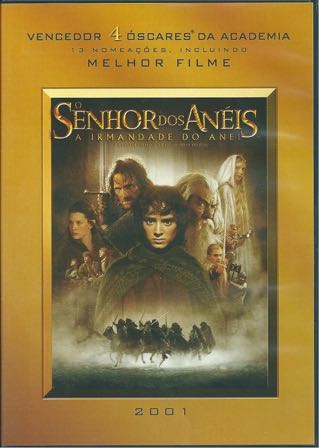 VENCEDOR 4 ÓSCARES® DA ACADEMIA
13 NOMEAÇÕES, INCLUINDO
MELHOR FILME
O
SENHOR DOS ANÉIS
A IRMANDADE DO ANEL
2001